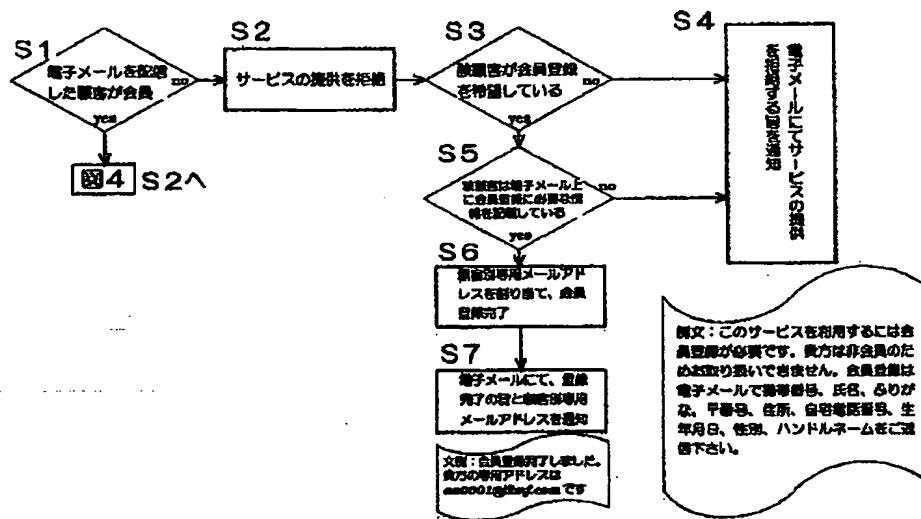 S1
電子メールを配信
した顧客が会員
no
yes
図4
S2へ
S2
サービスの提供を拒絶
S3
該顧客が会員登録
を希望している
no
yes
S4
電子メールにてサービスの提供
を拒絶する旨を通知
S5
該顧客は電子メール上
に会員登録に必要な情
報を記載している
no
yes
S6
顧客別専用メールアド
レスを割り当て、会員
登録完了
S7
電子メールにて、登録
完了の旨と顧客別専用
メールアドレスを通知
文例：会員登録完了しました。
貴方の専用アドレスは
です
例文：このサービスを利用するには会
員登録が必要です。貴方は非会員のた
めお取り扱いできません。会員登録は
電子メールで携帯番号、氏名、ふりが
な、〒番号、住所、自宅電話番号、生
年月日、性別、ハンドルネームをご返
信下さい。